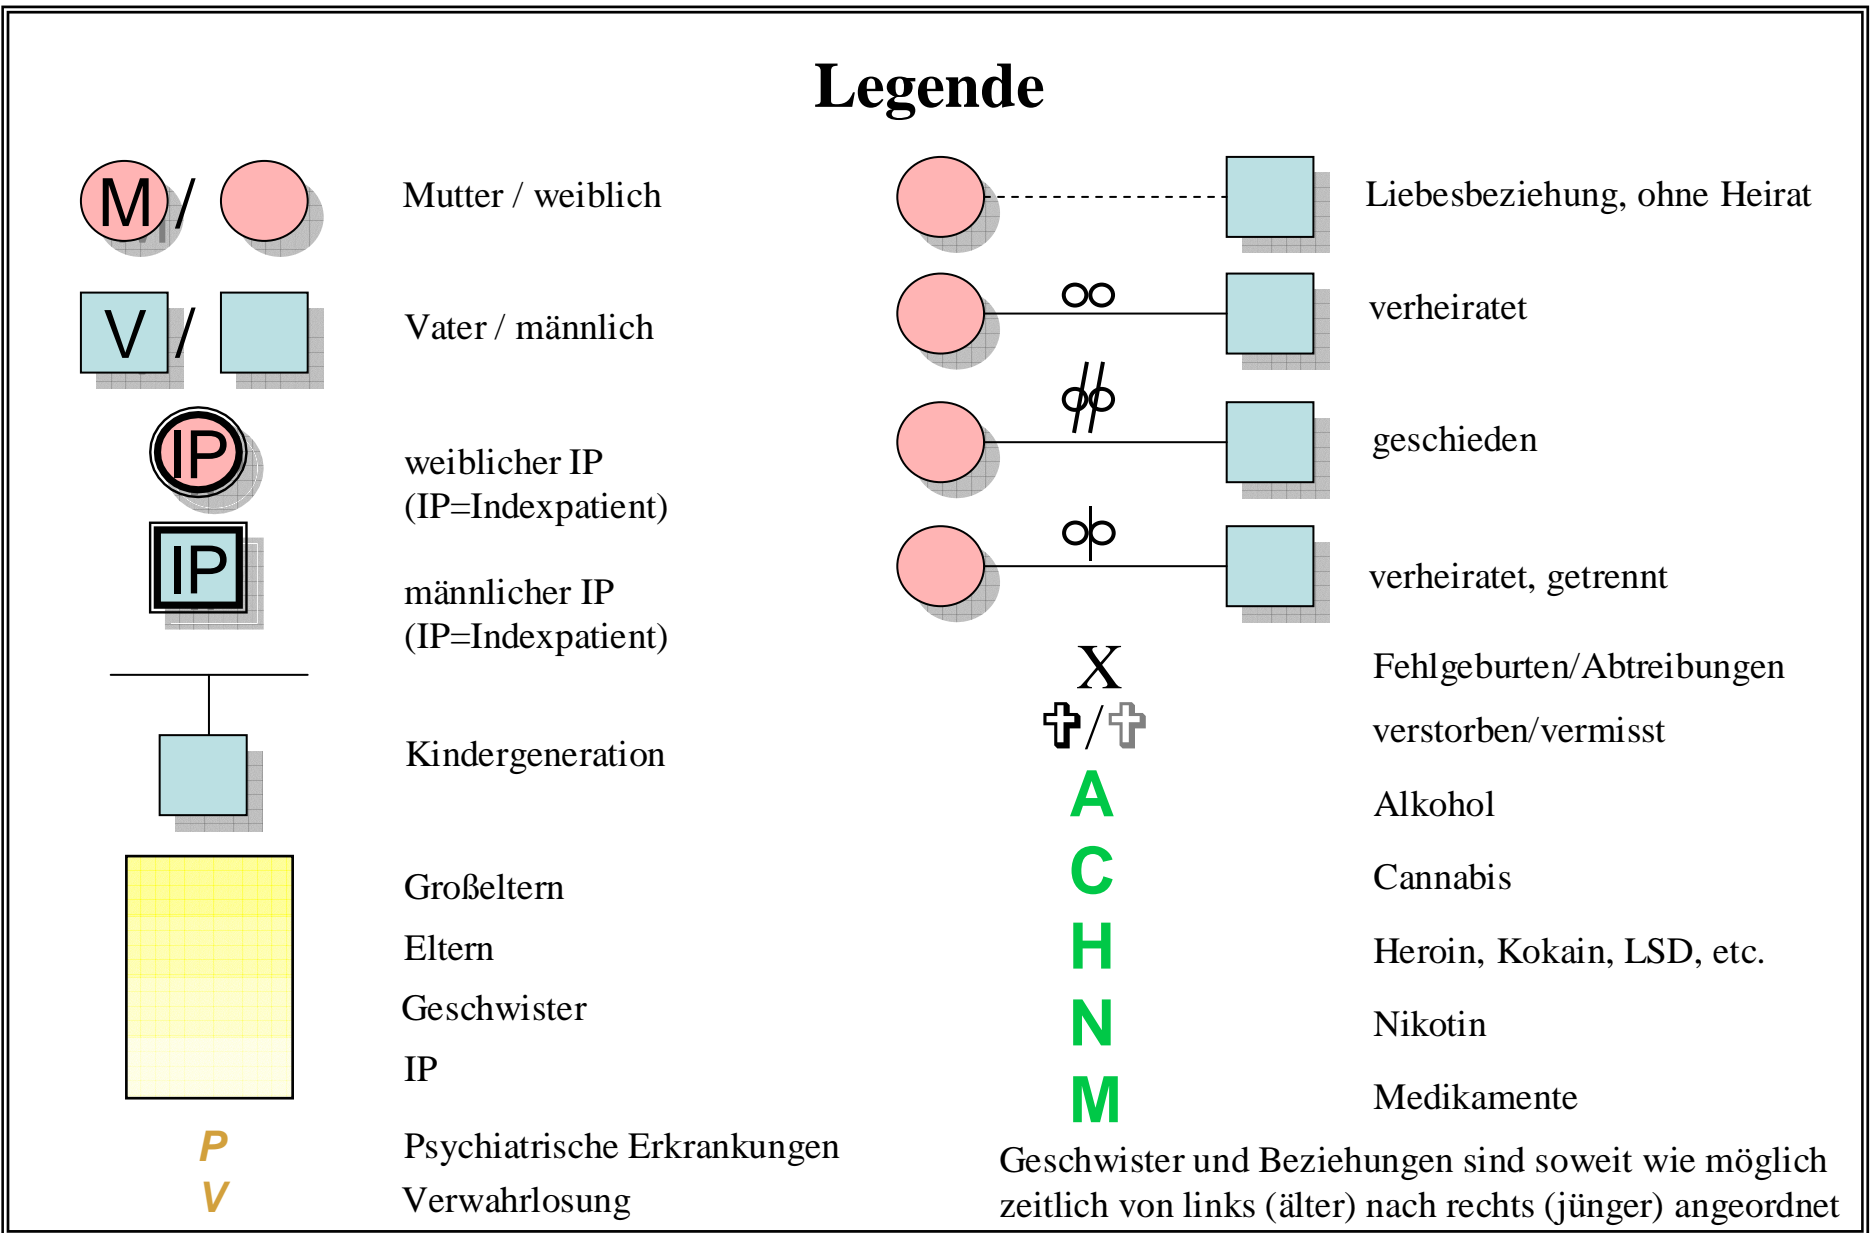 Legende
M / Mutter / weiblich
V / Vater / männlich
IP weiblicher IP
(IP=Indexpatient)
IP männlicher IP
(IP=Indexpatient)
Kindergeneration
Großeltern
Eltern
Geschwister
IP
P Psychiatrische Erkrankungen
V Verwahrlosung
Liebesbeziehung, ohne Heirat
verheiratet
geschieden
verheiratet, getrennt
X Fehlgeburten/Abtreibungen
✞/✞ verstorben/vermisst
A Alkohol
C Cannabis
H Heroin, Kokain, LSD, etc.
N Nikotin
M Medikamente
Geschwister und Beziehungen sind soweit wie möglich
zeitlich von links (älter) nach rechts (jünger) angeordnet